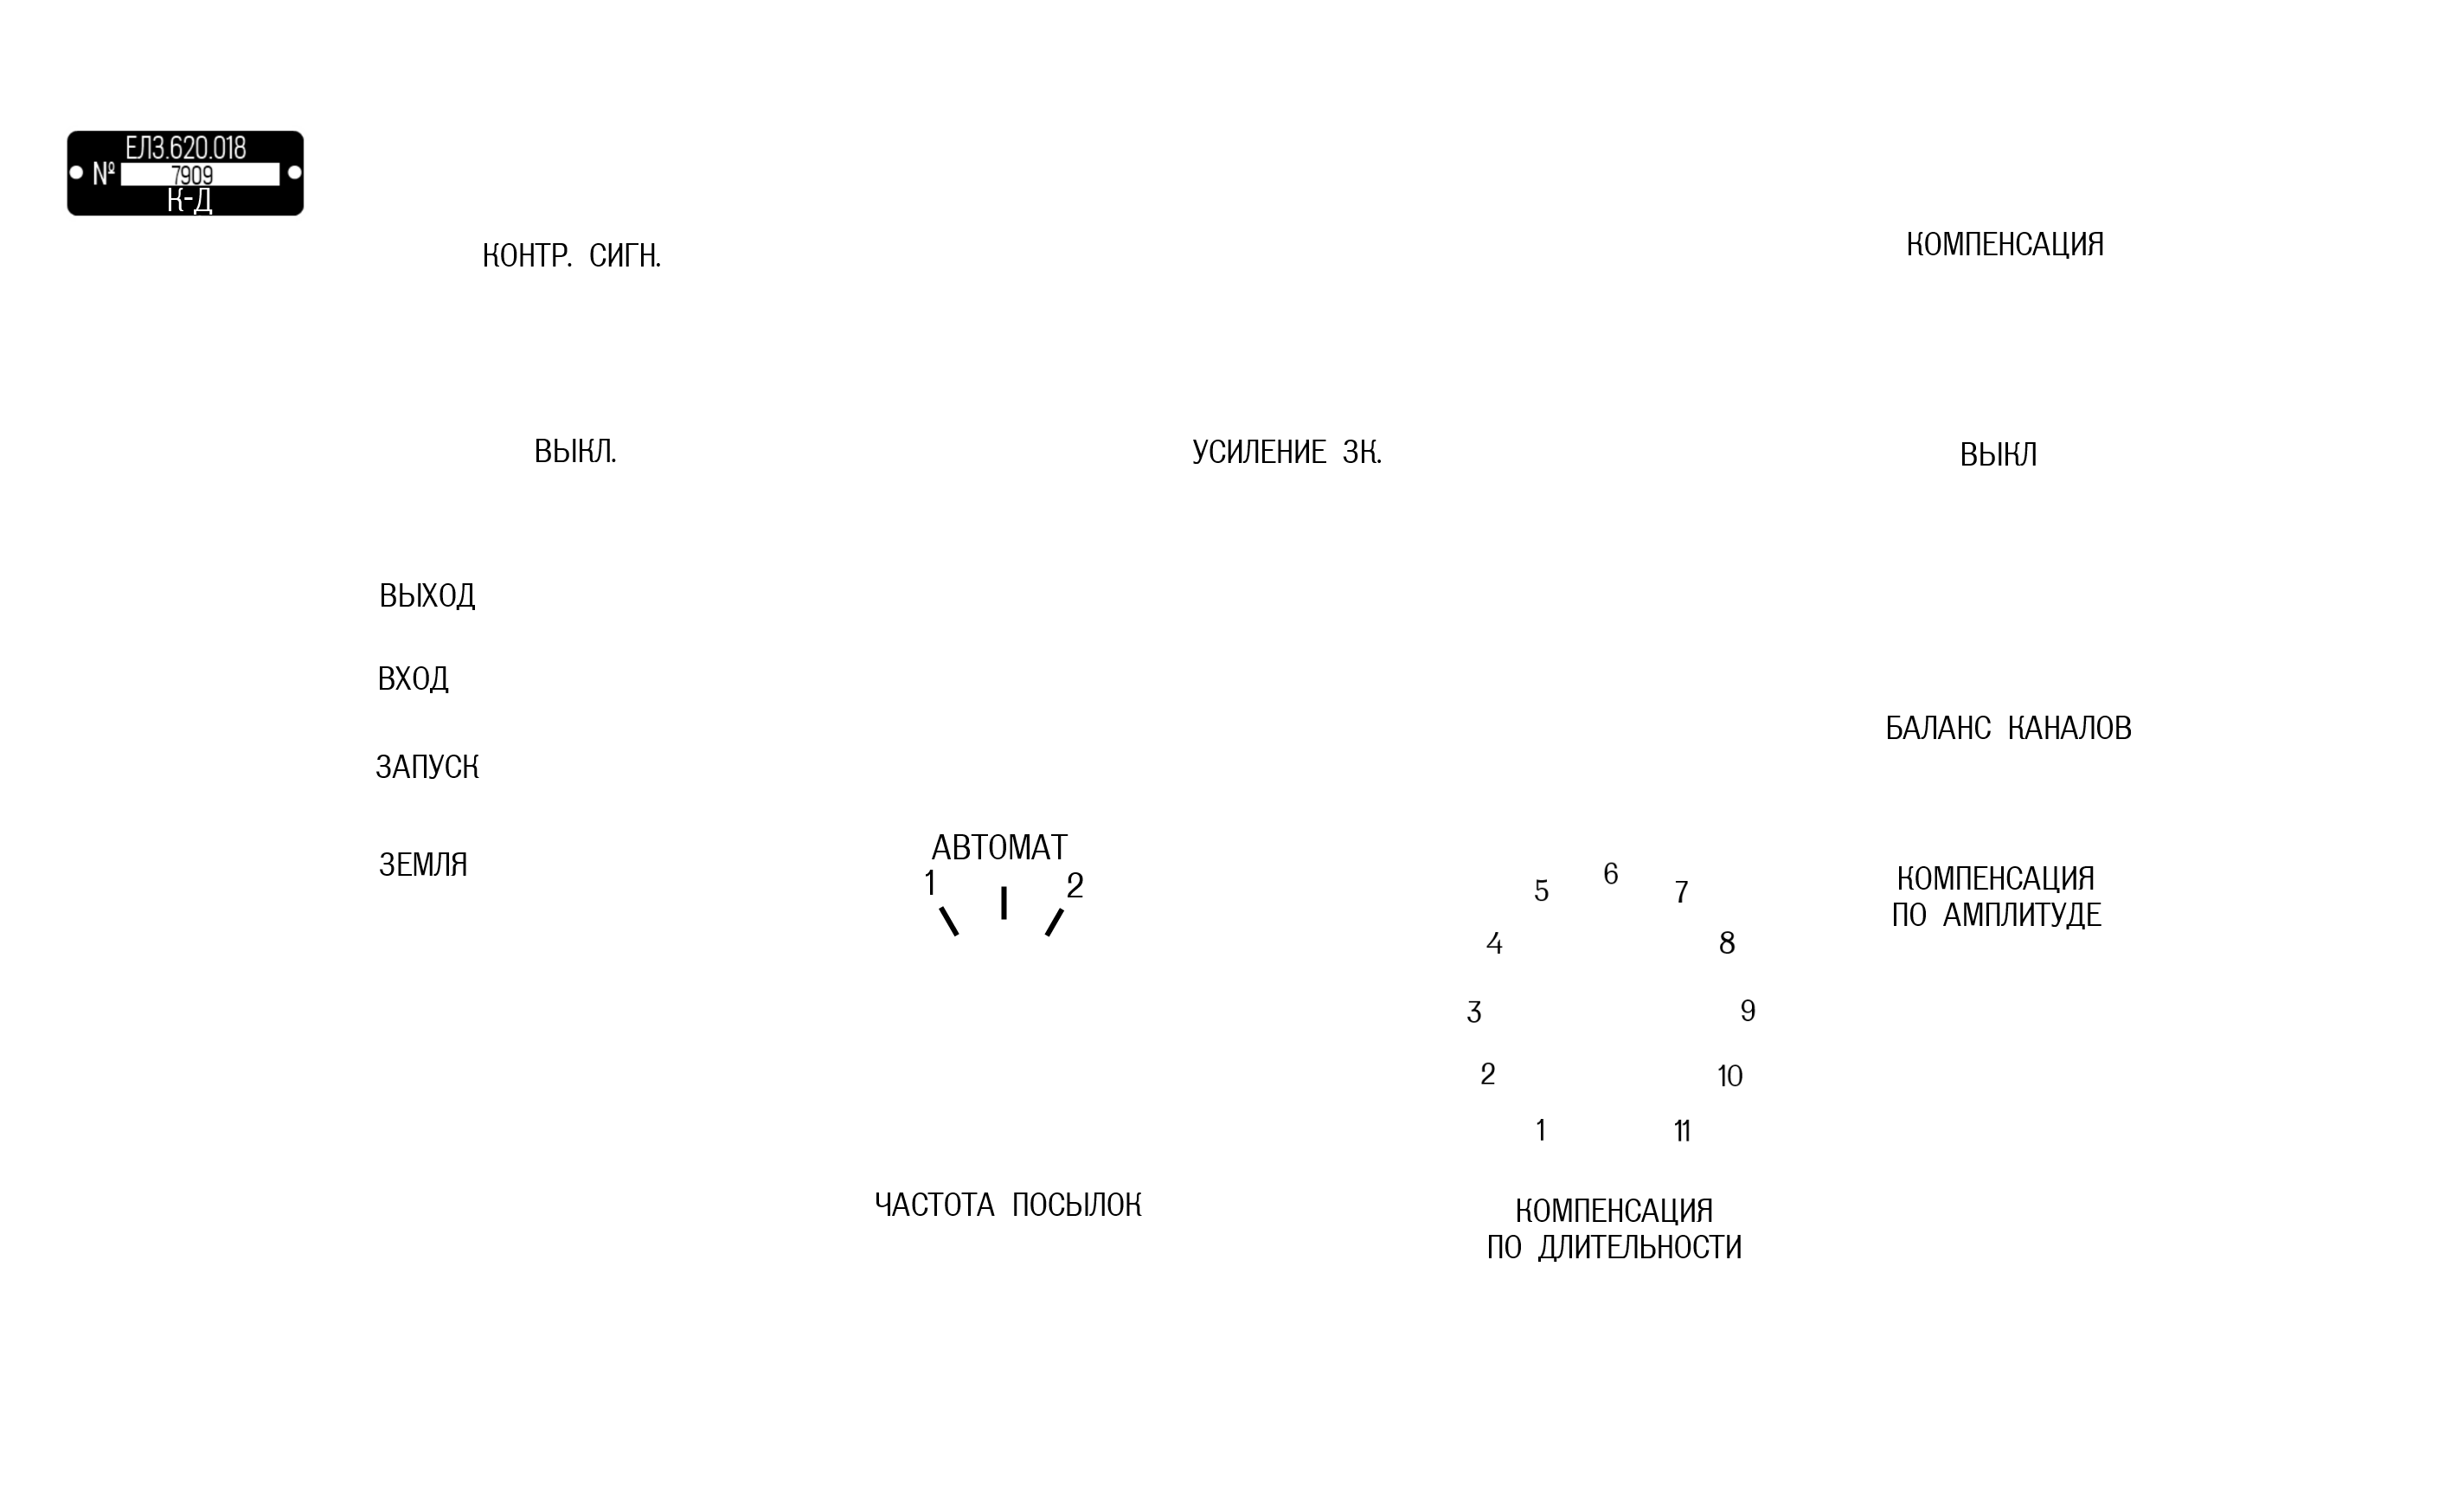 ЕЛ3.620.018
№ 7909
К-Д
КОНТР. СИГН.
КОМПЕНСАЦИЯ
ВЫКЛ.
УСИЛЕНИЕ ЗК.
ВЫКЛ
ВЫХОД
ВХОД
ЗАПУСК
ЗЕМЛЯ
АВТОМАТ
1
2
ЧАСТОТА ПОСЫЛОК
1
2
3
4
5
6
7
8
9
10
11
КОМПЕНСАЦИЯ
ПО ДЛИТЕЛЬНОСТИ
БАЛАНС КАНАЛОВ
КОМПЕНСАЦИЯ
ПО АМПЛИТУДЕ